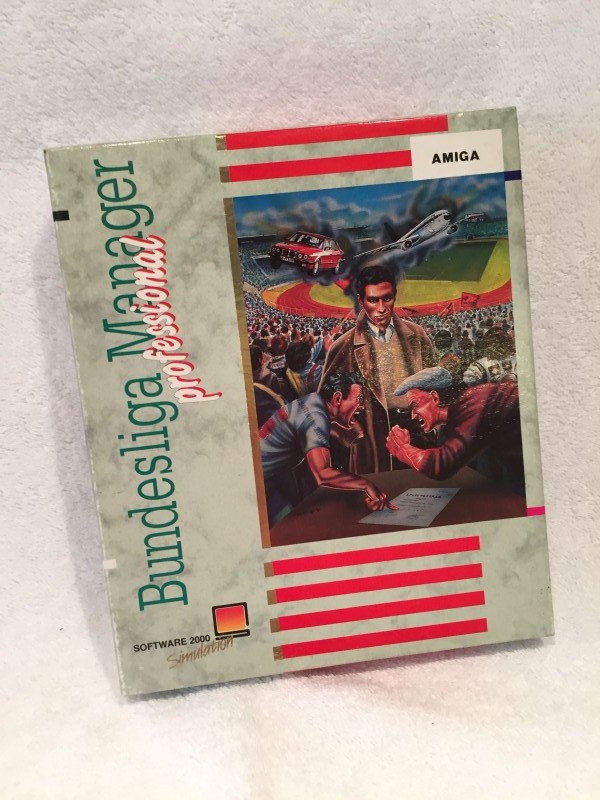 AMIGA
Bundesliga Manager
professional
SOFTWARE 2000
Simulation